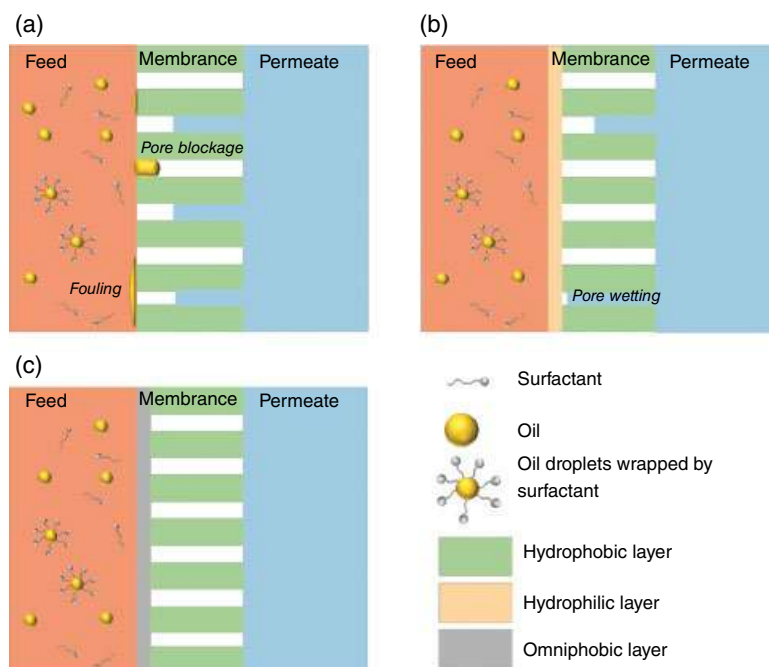 (a)
Feed
Membrance
Permeate
Pore blockage
Fouling
(b)
Feed
Membrance
Permeate
Pore wetting
(c)
Feed
Membrance
Permeate
Surfactant
Oil
Oil droplets wrapped by
surfactant
Hydrophobic layer
Hydrophilic layer
Omniphobic layer